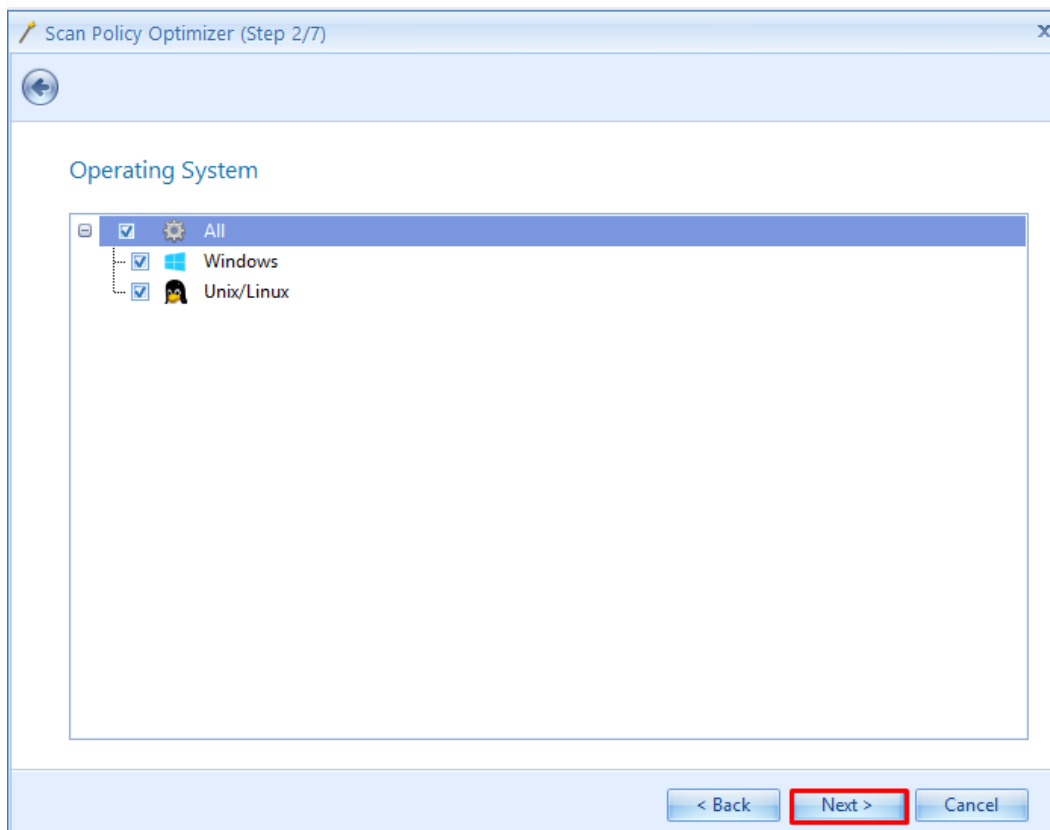 Scan Policy Optimizer (Step 2/7)
Operating System
All
Windows
Unix/Linux
< Back Next > Cancel